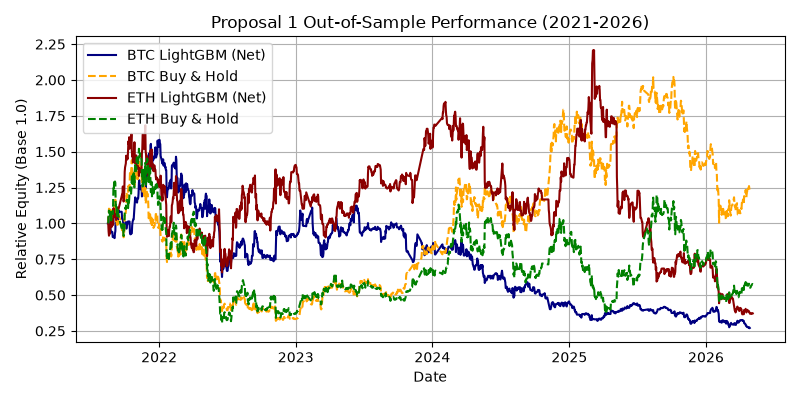 Proposal 1 Out-of-Sample Performance (2021-2026)
BTC LightGBM (Net)
BTC Buy & Hold
ETH LightGBM (Net)
ETH Buy & Hold
Relative Equity (Base 1.0)
2.25
2.00
1.75
1.50
1.25
1.00
0.75
0.50
0.25
2022
2023
2024
2025
2026
Date